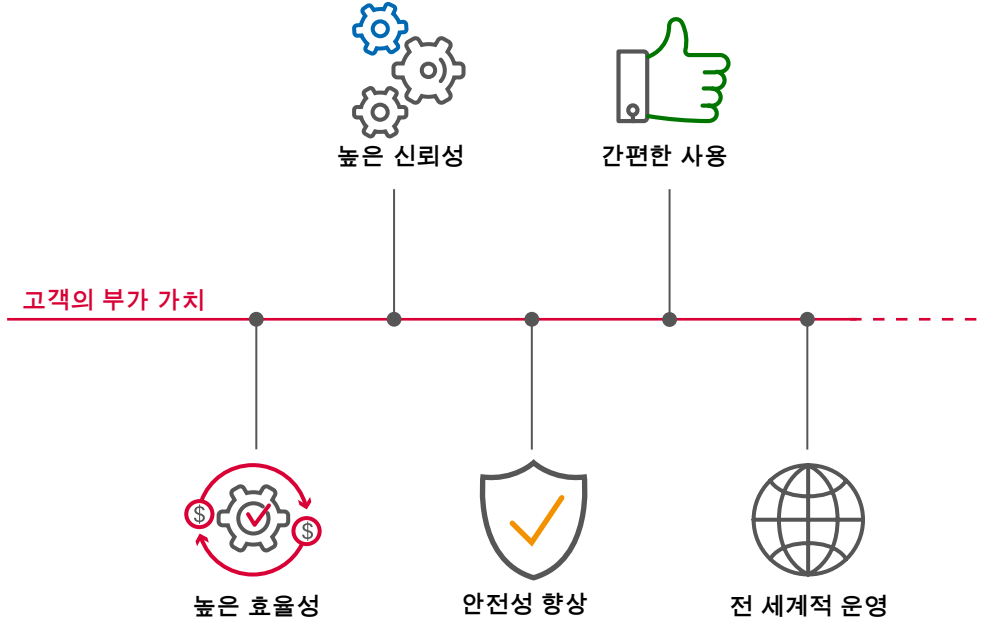 높은 신뢰성
간편한 사용
고객의 부가 가치
$
$
높은 효율성
안전성 향상
전 세계적 운영